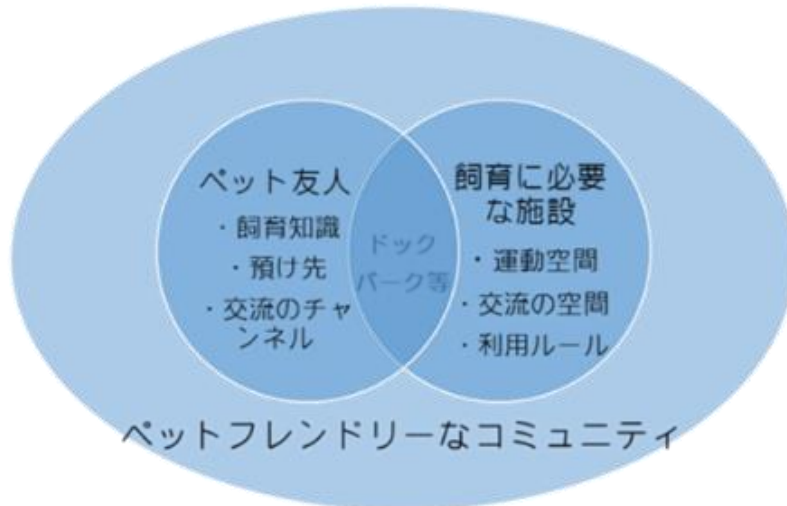 ペット友人
・飼育知識
・預け先
・交流のチャ
ンネル
ドック
パーク等
飼育に必要
な施設
・運動空間
・交流の空間
・利用ルール
ペットフレンドリーなコミュニティ